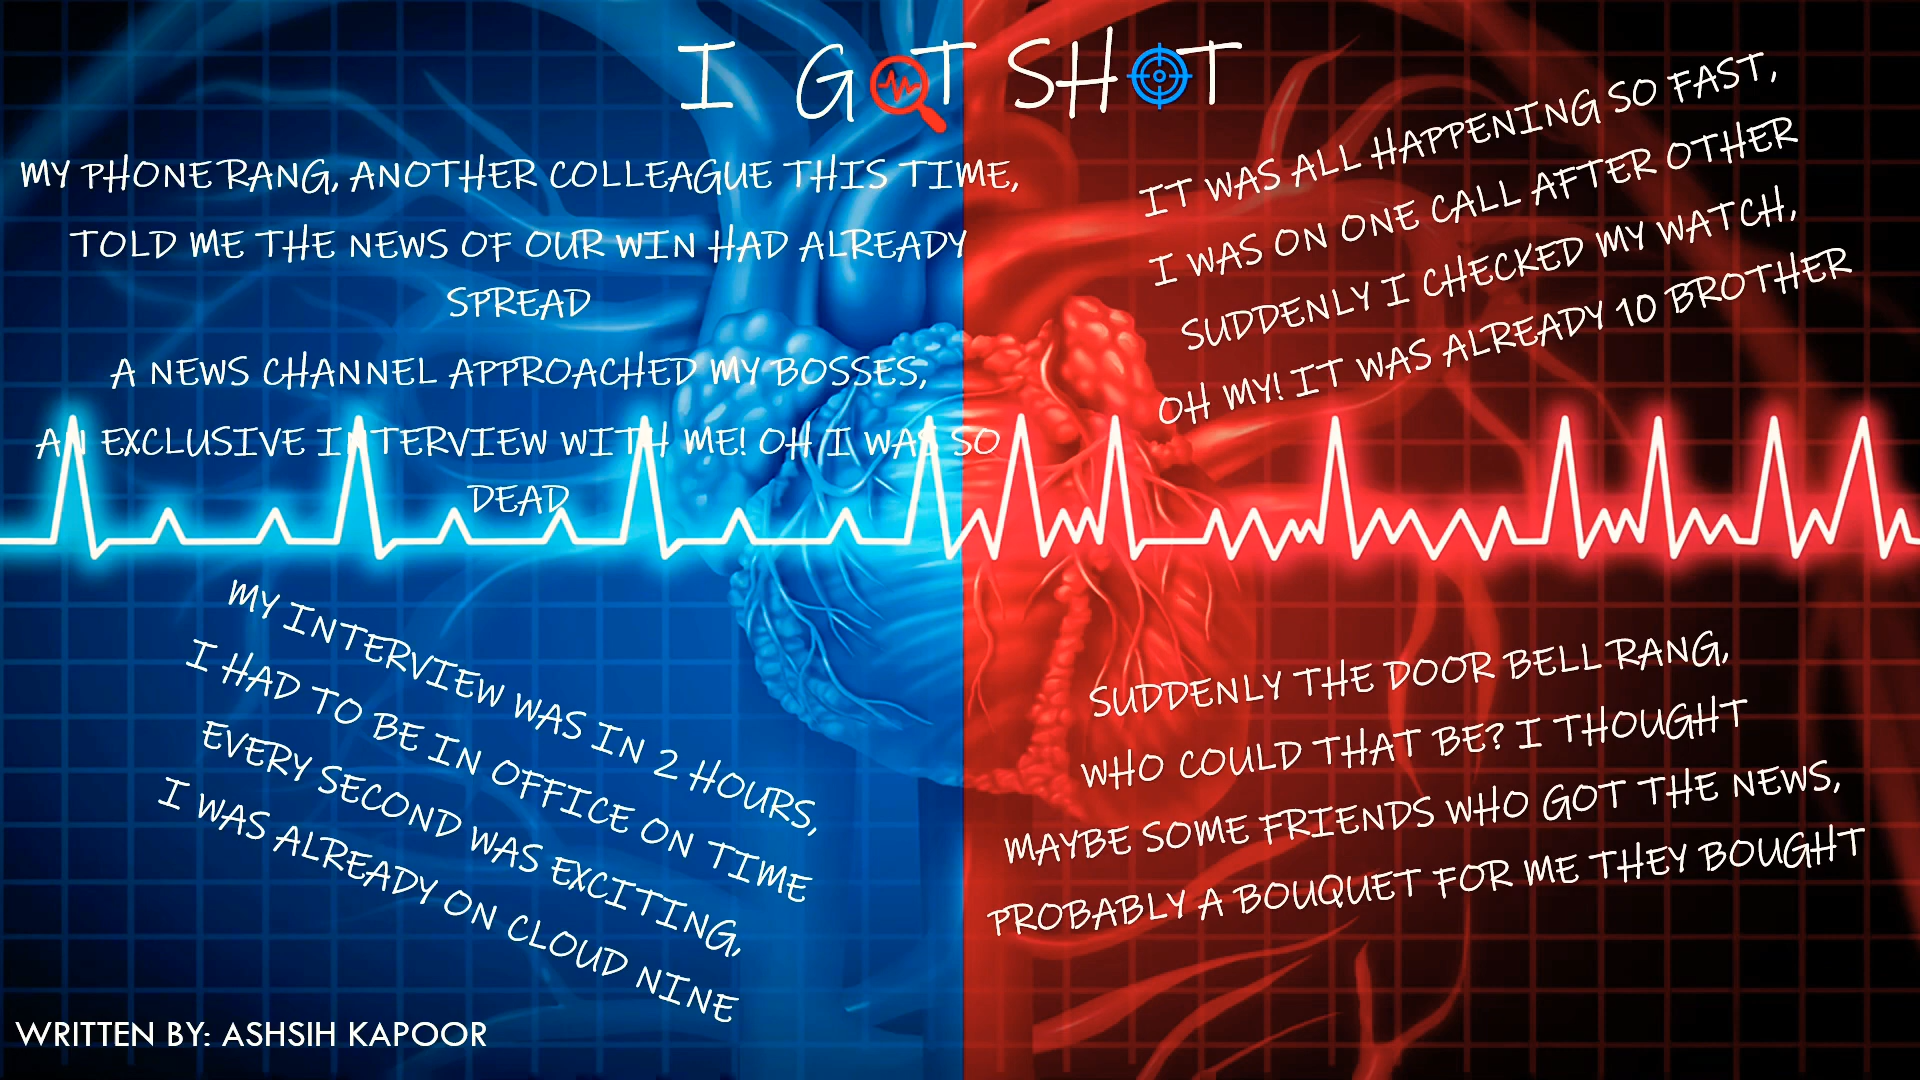 I GOT SHOT
MY PHONE RANG, ANOTHER COLLEAGUE THIS TIME,
TOLD ME THE NEWS OF OUR WIN HAD ALREADY
SPREAD
A NEWS CHANNEL APPROACHED MY BOSSES,
AN EXCLUSIVE INTERVIEW WITH ME! OH I WAS SO
DEAD
MY INTERVIEW WAS IN 2 HOURS,
I HAD TO BE IN OFFICE ON TIME
EVERY SECOND WAS EXCITING,
I WAS ALREADY ON CLOUD NINE
IT WAS ALL HAPPENING SO FAST,
I WAS ON ONE CALL AFTER OTHER
SUDDENLY I CHECKED MY WATCH,
OH MY! IT WAS ALREADY 10 BROTHER
SUDDENLY THE DOOR BELL RANG,
WHO COULD THAT BE? I THOUGHT
MAYBE SOME FRIENDS WHO GOT THE NEWS,
PROBABLY A BOUQUET FOR ME THEY BOUGHT
WRITTEN BY: ASHSIH KAPOOR